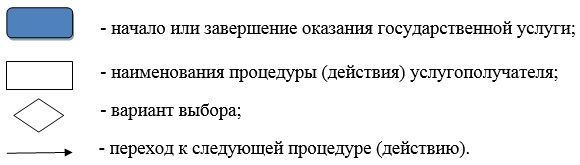 - начало или завершение оказания государственной услуги;
- наименования процедуры (действия) услугополучателя;
- вариант выбора;
- переход к следующей процедуре (действию).